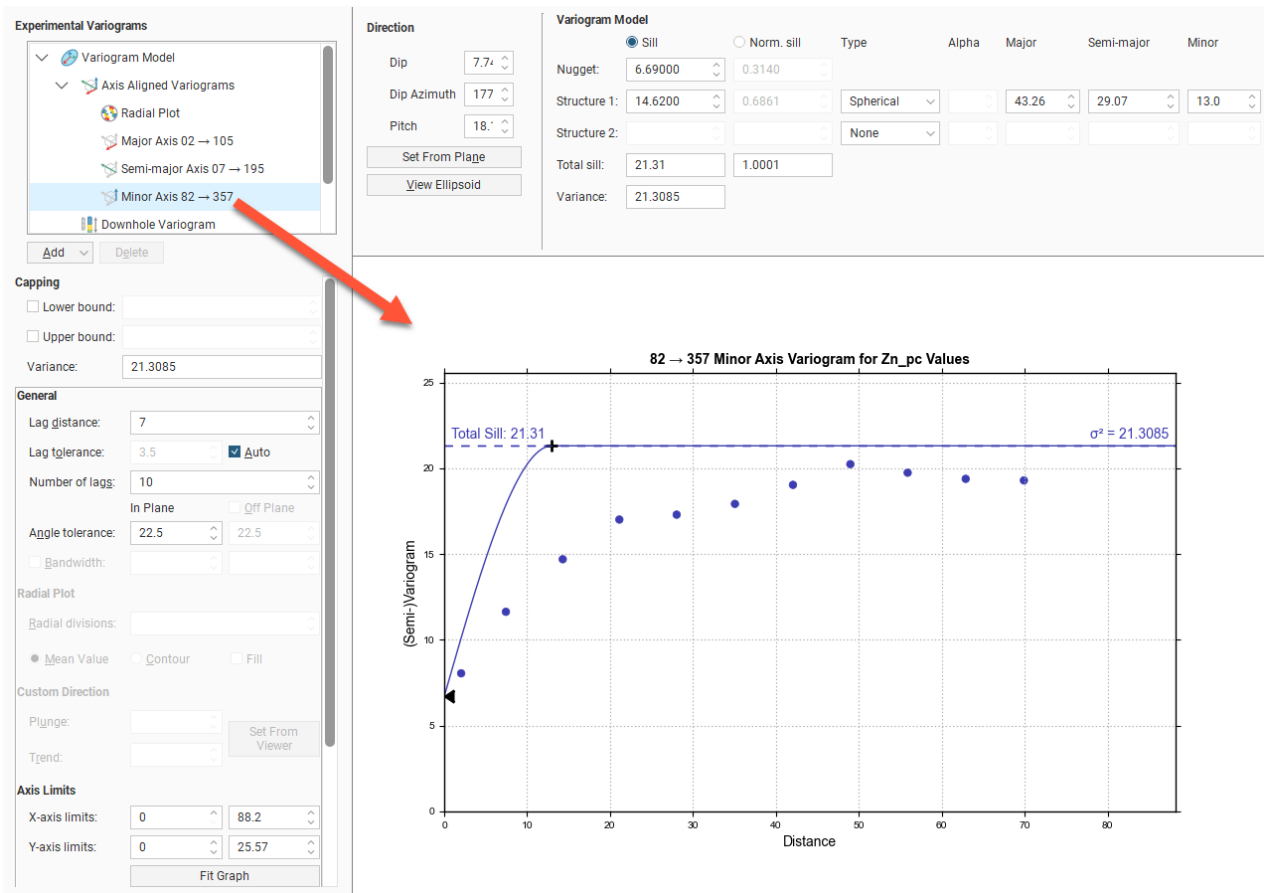 Experimental Variograms
Variogram Model
Axis Aligned Variograms
Radial Plot
Major Axis 02 → 105
Semi-major Axis 07 → 195
Minor Axis 82 → 357
Downhole Variogram
Add
Delete
Capping
Lower bound:
Upper bound:
Variance: 21.3085
General
Lag distance: 7
Lag tolerance: 3.5 Auto
Number of lags: 10
In Plane Off Plane
Angle tolerance: 22.5 22.5
Bandwidth:
Radial Plot
Radial divisions:
Mean Value Contour Fill
Custom Direction
Plunge:
Trend:
Set From
Viewer
Axis Limits
X-axis limits: 0 88.2
Y-axis limits: 0 25.57
Fit Graph
Direction
Dip 7.74
Dip Azimuth 177
Pitch 18.
Set From Plane
View Ellipsoid
Variogram Model
Sill Norm. sill Type Alpha Major Semi-major Minor
Nugget: 6.69000 0.3140
Structure 1: 14.6200 0.6861 Spherical 43.26 29.07 13.0
Structure 2: None
Total sill: 21.31 1.0001
Variance: 21.3085
82 → 357 Minor Axis Variogram for Zn_pc Values
Total Sill: 21.31
σ² = 21.3085
25
20
15
10
5
0
(Semi-)Variogram
0 10 20 30 40 50 60 70 80
Distance